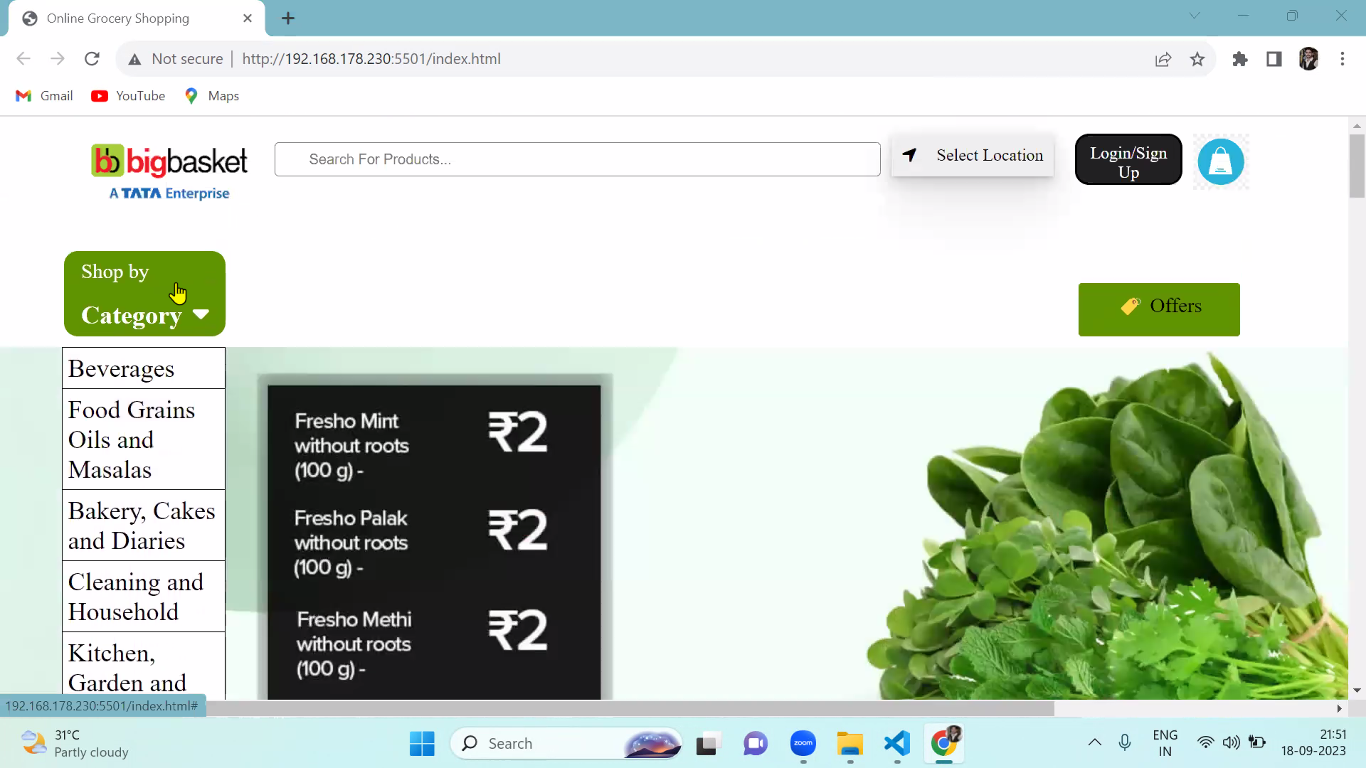 Online Grocery Shopping
Not secure
http://192.168.178.230:5501/index.html
Gmail
YouTube
Maps
bb bigbasket
A TATA Enterprise
Search For Products...
Select Location
Login/Sign
Up
Shop by
Category
Offers
Beverages
Food Grains
Oils and
Masalas
Bakery, Cakes
and Diaries
Cleaning and
Household
Kitchen,
Garden and
Fresho Mint
without roots
(100 g) -
₹2
Fresho Palak
without roots
(100 g) -
₹2
Fresho Methi
without roots
(100 g) -
₹2
192.168.178.230:5501/index.html#
31°C
Partly cloudy
Search
zoom
ENG
IN
21:51
18-09-2023